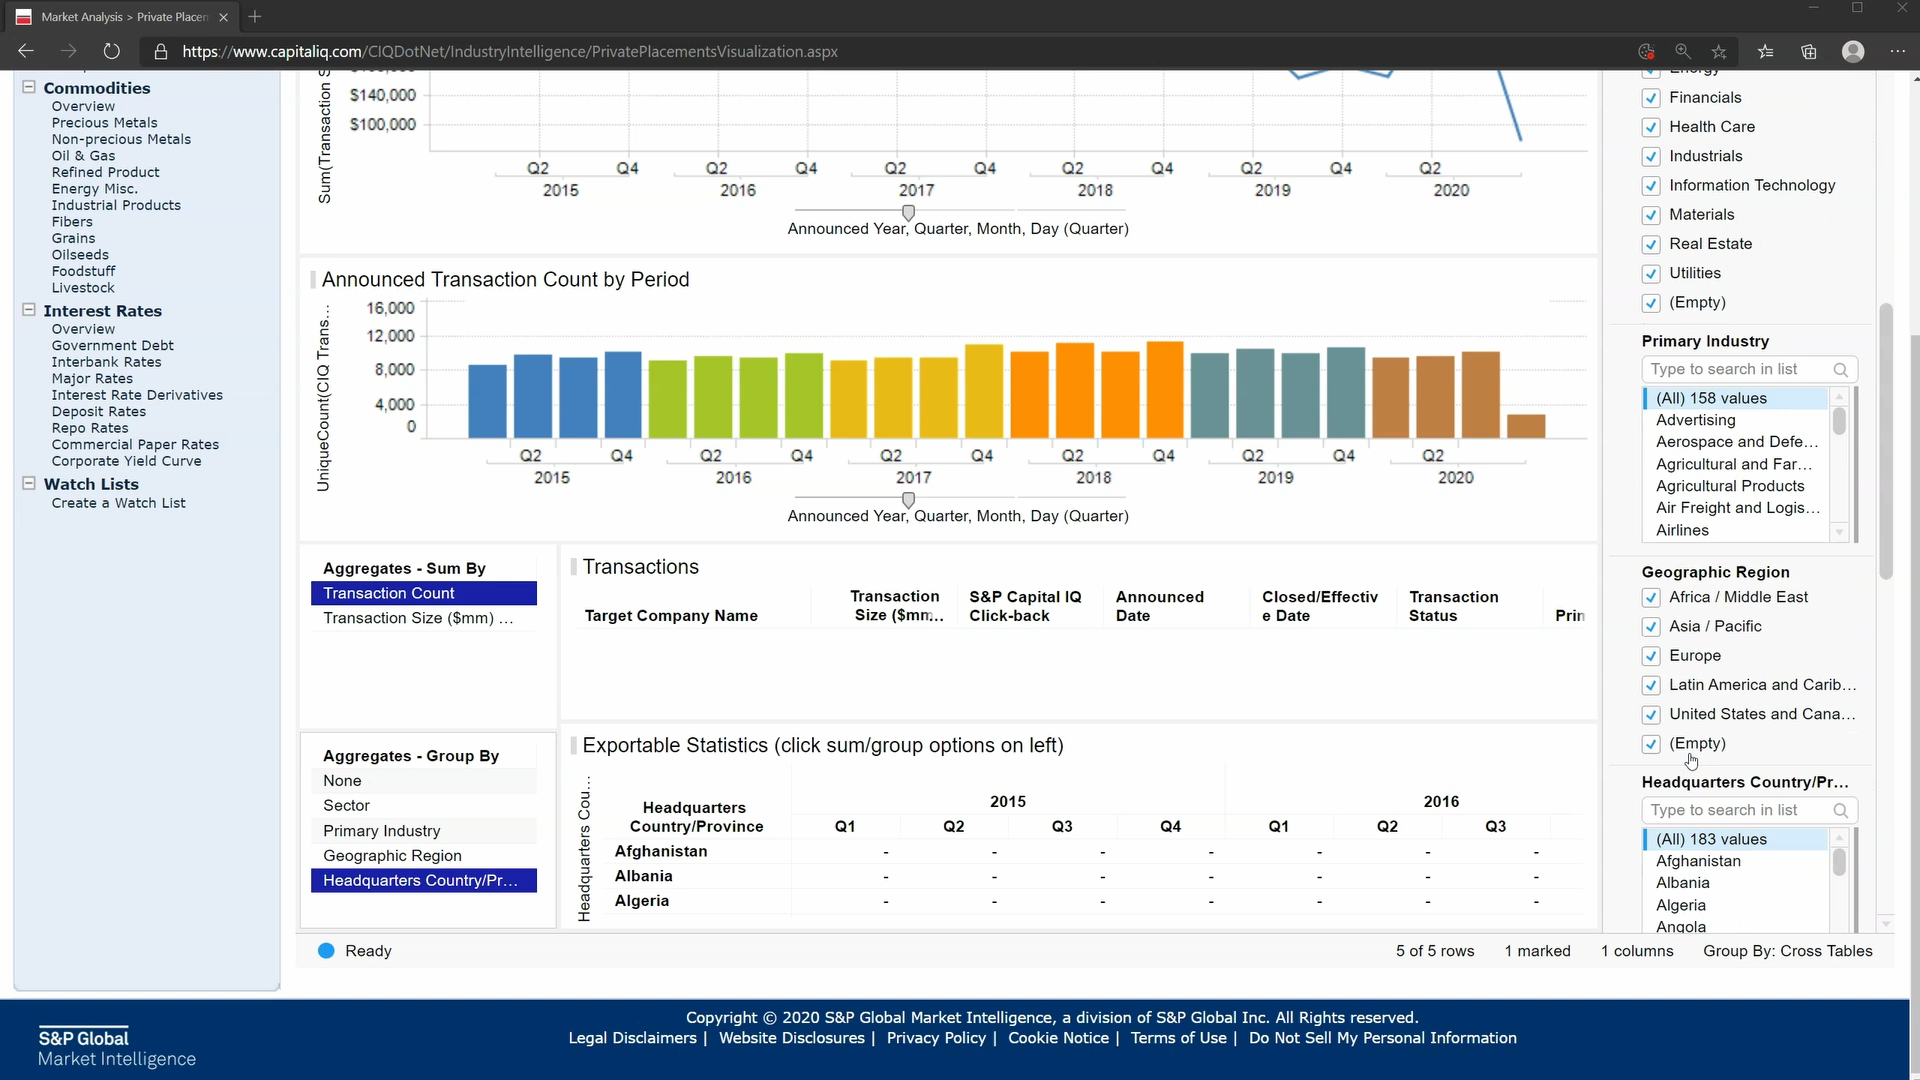 Market Analysis > Private Placen
https://www.capitaliq.com/CIQDotNet/IndustryIntelligence/PrivatePlacementsVisualization.aspx
Commodities
Overview
Precious Metals
Non-precious Metals
Oil & Gas
Refined Product
Energy Misc.
Industrial Products
Fibers
Grains
Oilseeds
Foodstuff
Livestock
Interest Rates
Overview
Government Debt
Interbank Rates
Major Rates
Interest Rate Derivatives
Deposit Rates
Repo Rates
Commercial Paper Rates
Corporate Yield Curve
Watch Lists
Create a Watch List
Sum(Transaction S
$140,000
$100,000
Q2 Q4 Q2 Q4 Q2 Q4 Q2 Q4 Q2 Q4 Q2
2015 2016 2017 2018 2019 2020
Announced Year, Quarter, Month, Day (Quarter)
Announced Transaction Count by Period
UniqueCount(CIQ Trans...
16,000
12,000
8,000
4,000
0
Q2 Q4 Q2 Q4 Q2 Q4 Q2 Q4 Q2 Q4 Q2
2015 2016 2017 2018 2019 2020
Announced Year, Quarter, Month, Day (Quarter)
Aggregates - Sum By
Transaction Count
Transaction Size ($mm) ...
Transactions
Target Company Name
Transaction Size ($mm...
S&P Capital IQ Click-back
Announced Date
Closed/Effectiv e Date
Transaction Status
Prin
Aggregates - Group By
None
Sector
Primary Industry
Geographic Region
Headquarters Country/Pr...
Exportable Statistics (click sum/group options on left)
Headquarters Cou...
Headquarters Country/Province
2015 2016
Q1 Q2 Q3 Q4 Q1 Q2 Q3
Afghanistan - - - - - - -
Albania - - - - - - -
Algeria - - - - - - -
Energy
Financials
Health Care
Industrials
Information Technology
Materials
Real Estate
Utilities
(Empty)
Primary Industry
Type to search in list
(All) 158 values
Advertising
Aerospace and Defe...
Agricultural and Far...
Agricultural Products
Air Freight and Logis...
Airlines
Geographic Region
Africa / Middle East
Asia / Pacific
Europe
Latin America and Carib...
United States and Cana...
(Empty)
Headquarters Country/Pr...
Type to search in list
(All) 183 values
Afghanistan
Albania
Algeria
Angola
Ready
5 of 5 rows 1 marked 1 columns Group By: Cross Tables
S&P Global
Market Intelligence
Copyright © 2020 S&P Global Market Intelligence, a division of S&P Global Inc. All Rights reserved.
Legal Disclaimers | Website Disclosures | Privacy Policy | Cookie Notice | Terms of Use | Do Not Sell My Personal Information